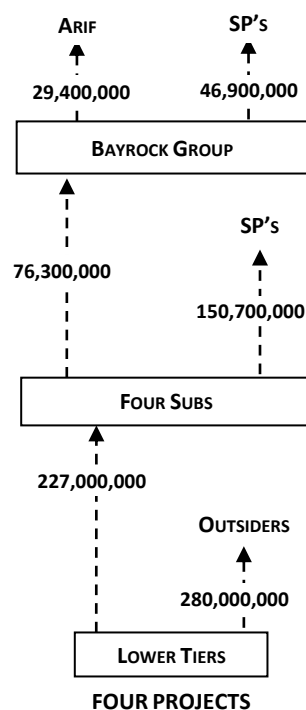 ARIF SP'S
29,400,000 46,900,000
BAYROCK GROUP
SP'S
76,300,000
150,700,000
FOUR SUBS
227,000,000
OUTSIDERS
280,000,000
LOWER TIERS
FOUR PROJECTS